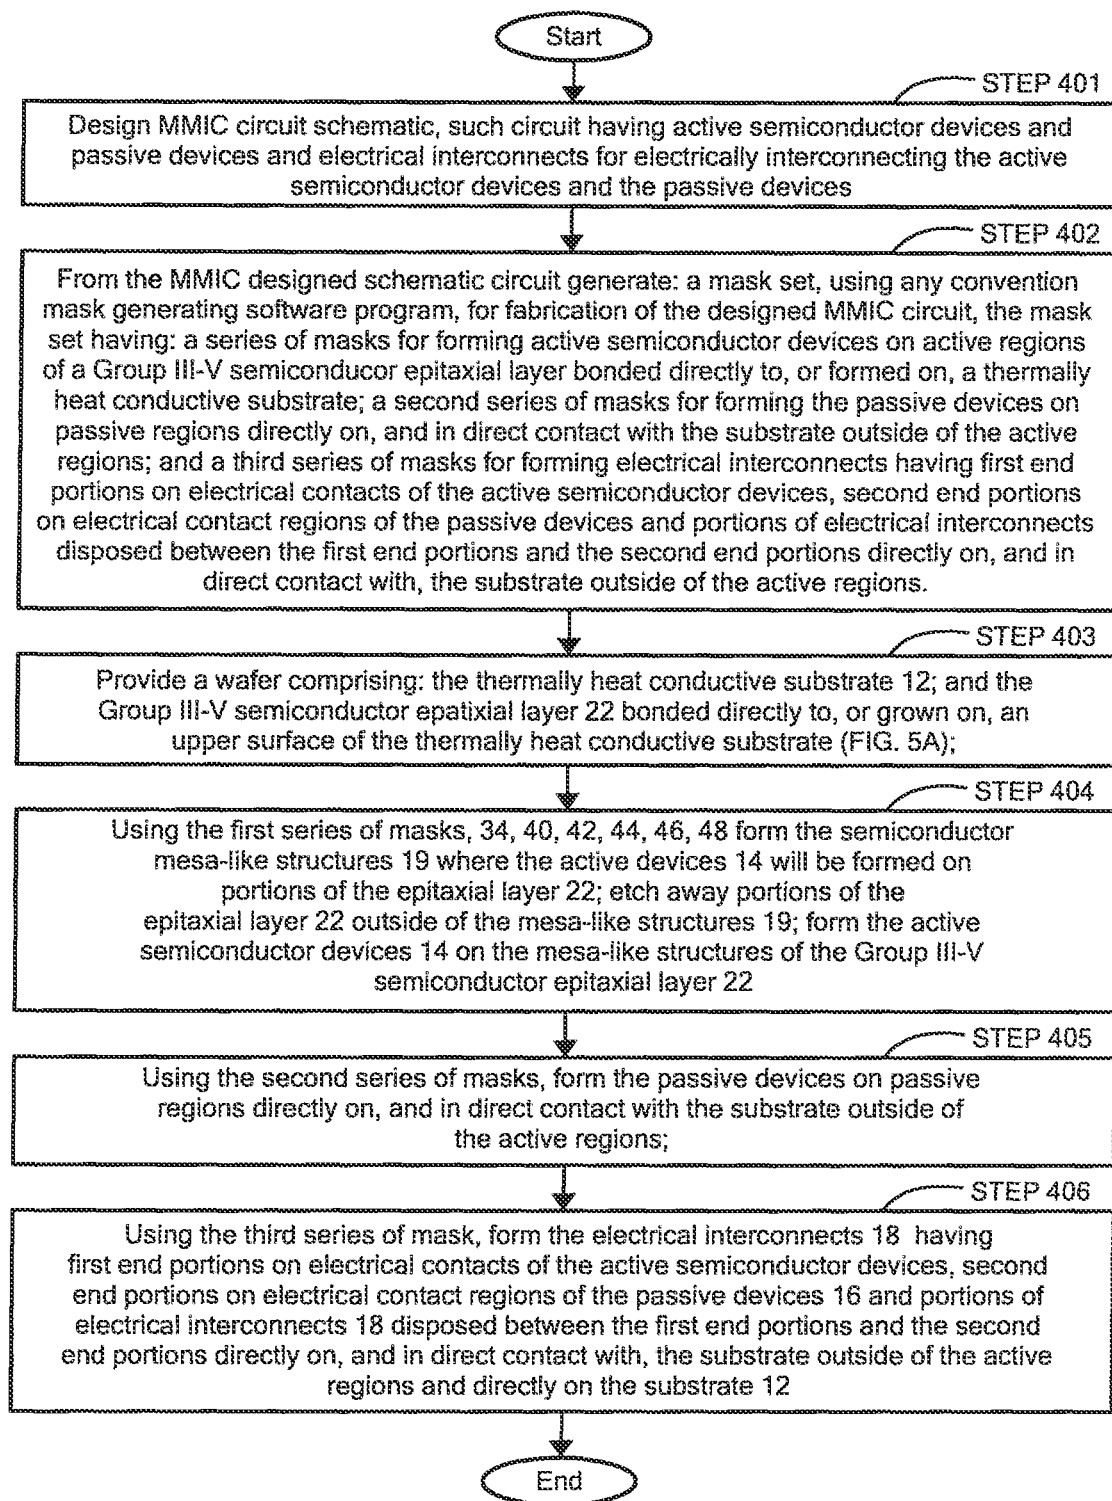 Start
STEP 401
Design MMIC circuit schematic, such circuit having active semiconductor devices and
passive devices and electrical interconnects for electrically interconnecting the active
semiconductor devices and the passive devices
STEP 402
From the MMIC designed schematic circuit generate: a mask set, using any convention
mask generating software program, for fabrication of the designed MMIC circuit, the mask
set having: a series of masks for forming active semiconductor devices on active regions
of a Group III-V semiconducor epitaxial layer bonded directly to, or formed on, a thermally
heat conductive substrate; a second series of masks for forming the passive devices on
passive regions directly on, and in direct contact with the substrate outside of the active
regions; and a third series of masks for forming electrical interconnects having first end
portions on electrical contacts of the active semiconductor devices, second end portions
on electrical contact regions of the passive devices and portions of electrical interconnects
disposed between the first end portions and the second end portions directly on, and in
direct contact with, the substrate outside of the active regions.
STEP 403
Provide a wafer comprising: the thermally heat conductive substrate 12; and the
Group III-V semiconductor epatixial layer 22 bonded directly to, or grown on, an
upper surface of the thermally heat conductive substrate (FIG. 5A);
STEP 404
Using the first series of masks, 34, 40, 42, 44, 46, 48 form the semiconductor
mesa-like structures 19 where the active devices 14 will be formed on
portions of the epitaxial layer 22; etch away portions of the
epitaxial layer 22 outside of the mesa-like structures 19; form the active
semiconductor devices 14 on the mesa-like structures of the Group III-V
semiconductor epitaxial layer 22
STEP 405
Using the second series of masks, form the passive devices on passive
regions directly on, and in direct contact with the substrate outside of
the active regions;
STEP 406
Using the third series of mask, form the electrical interconnects 18 having
first end portions on electrical contacts of the active semiconductor devices, second
end portions on electrical contact regions of the passive devices 16 and portions of
electrical interconnects 18 disposed between the first end portions and the second
end portions directly on, and in direct contact with, the substrate outside of the active
regions and directly on the substrate 12
End